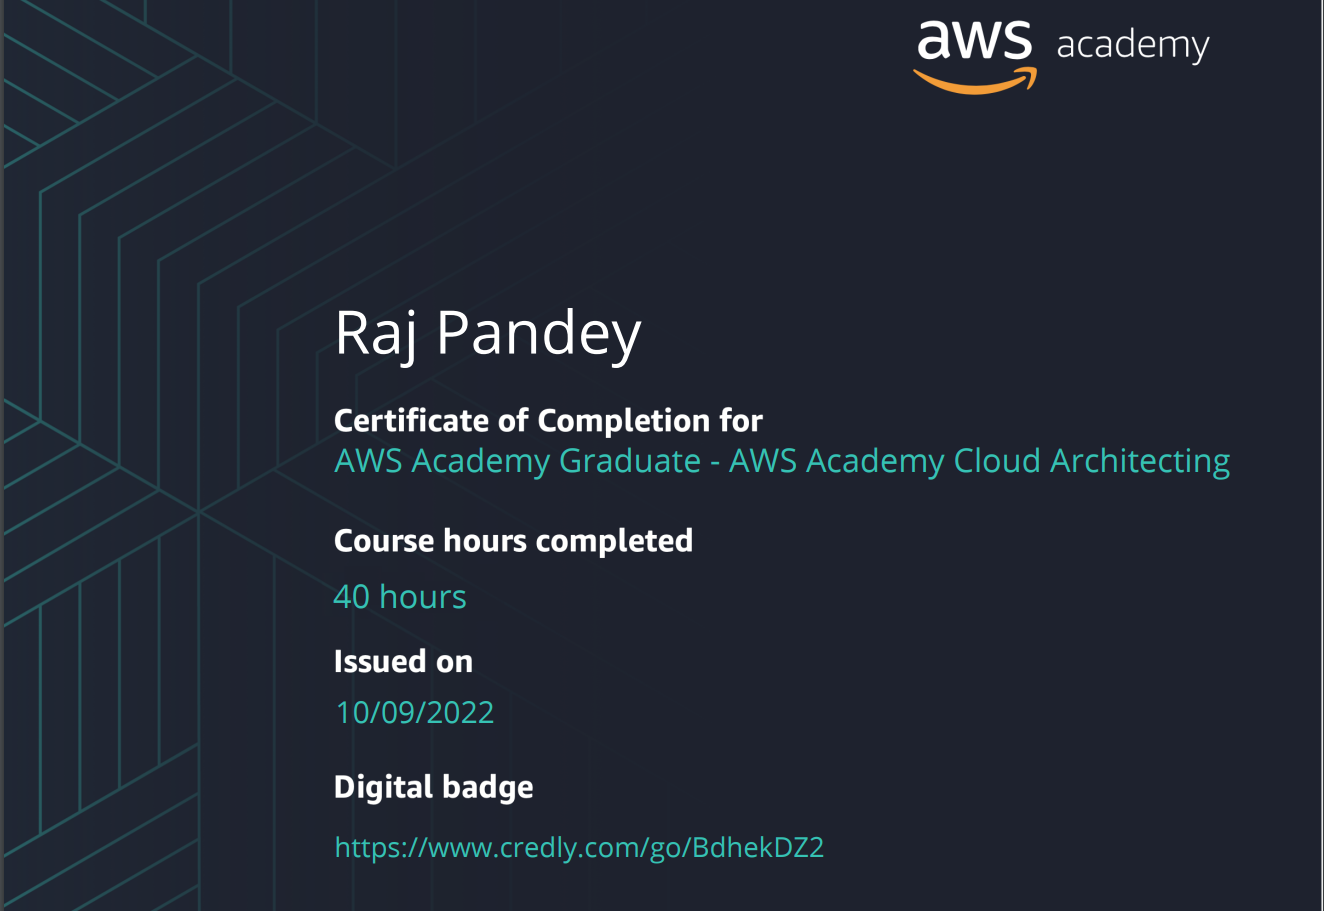 aws academy
Raj Pandey
Certificate of Completion for
AWS Academy Graduate - AWS Academy Cloud Architecting
Course hours completed
40 hours
Issued on
10/09/2022
Digital badge
https://www.credly.com/go/BdhekDZ2